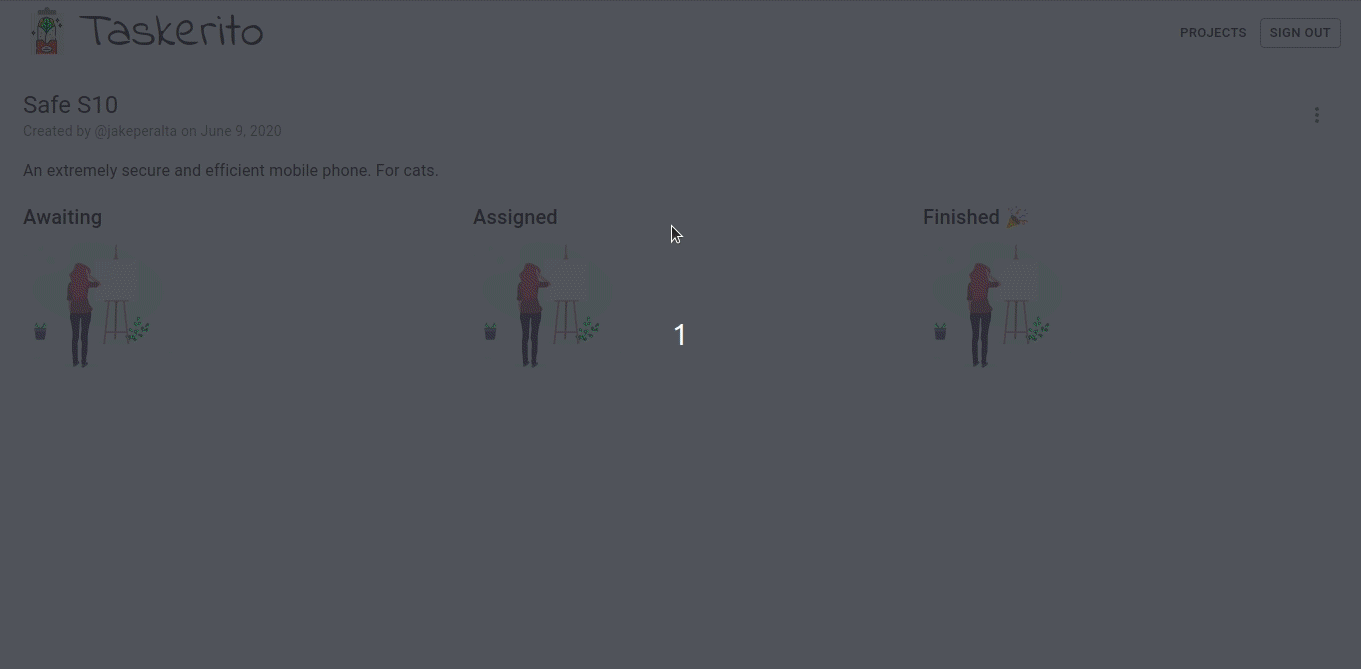 Taskerito
PROJECTS
SIGN OUT
Safe S10
Created by @jakeperalta on June 9, 2020
An extremely secure and efficient mobile phone. For cats.
Awaiting
Assigned
Finished 🎉
1